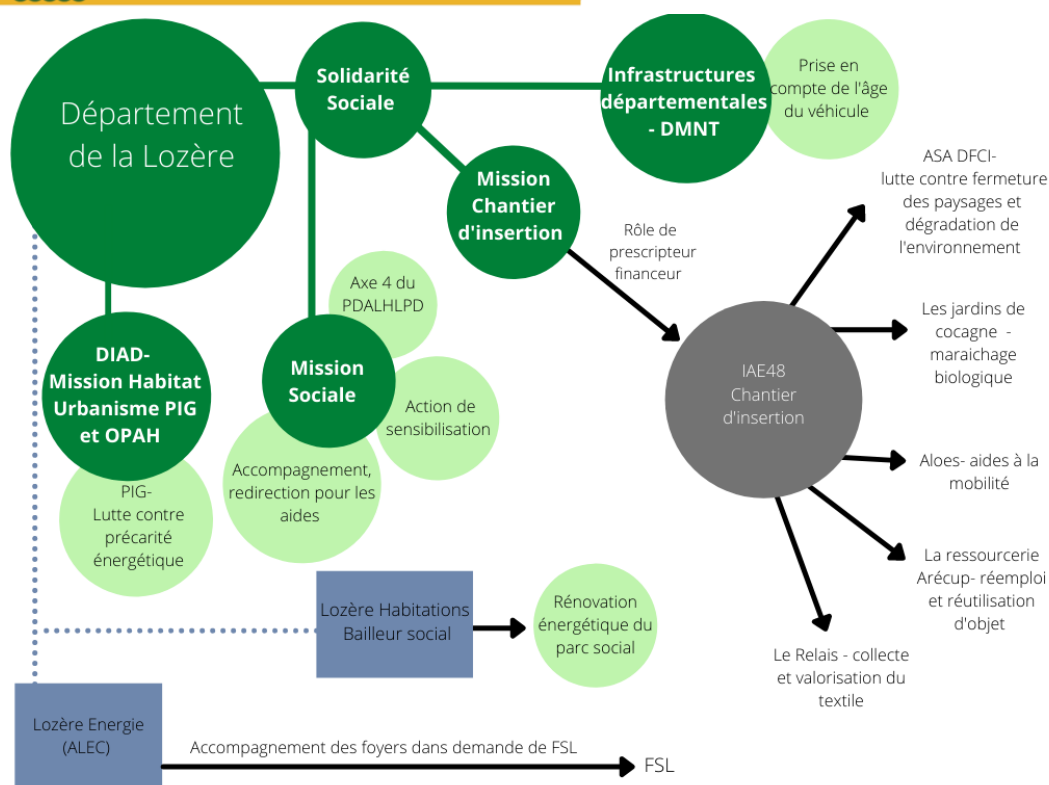 Département
de la Lozère
Solidarité
Sociale
Infrastructures
départementales
- DMNT
Prise en
compte de l'âge
du véhicule
Mission
Chantier
d'insertion
Rôle de
prescripteur
financeur
ASA DFCI-
lutte contre fermeture
des paysages et
dégradation de
l'environnement
Les jardins de
cocagne -
maraichage
biologique
IAE48
Chantier
d'insertion
Aloes- aides à la
mobilité
La ressourcerie
Arécup- réemploi
et réutilisation
d'objet
Le Relais - collecte
et valorisation du
textile
DIAD-
Mission Habitat
Urbanisme PIG
et OPAH
PIG-
Lutte contre
précarité
énergétique
Axe 4 du
PDALHLPD
Mission
Sociale
Action de
sensibilisation
Accompagnement,
redirection pour les
aides
Lozère Habitations
Bailleur social
Rénovation
énergétique du
parc social
Lozère Energie
(ALEC)
Accompagnement des foyers dans demande de FSL
FSL